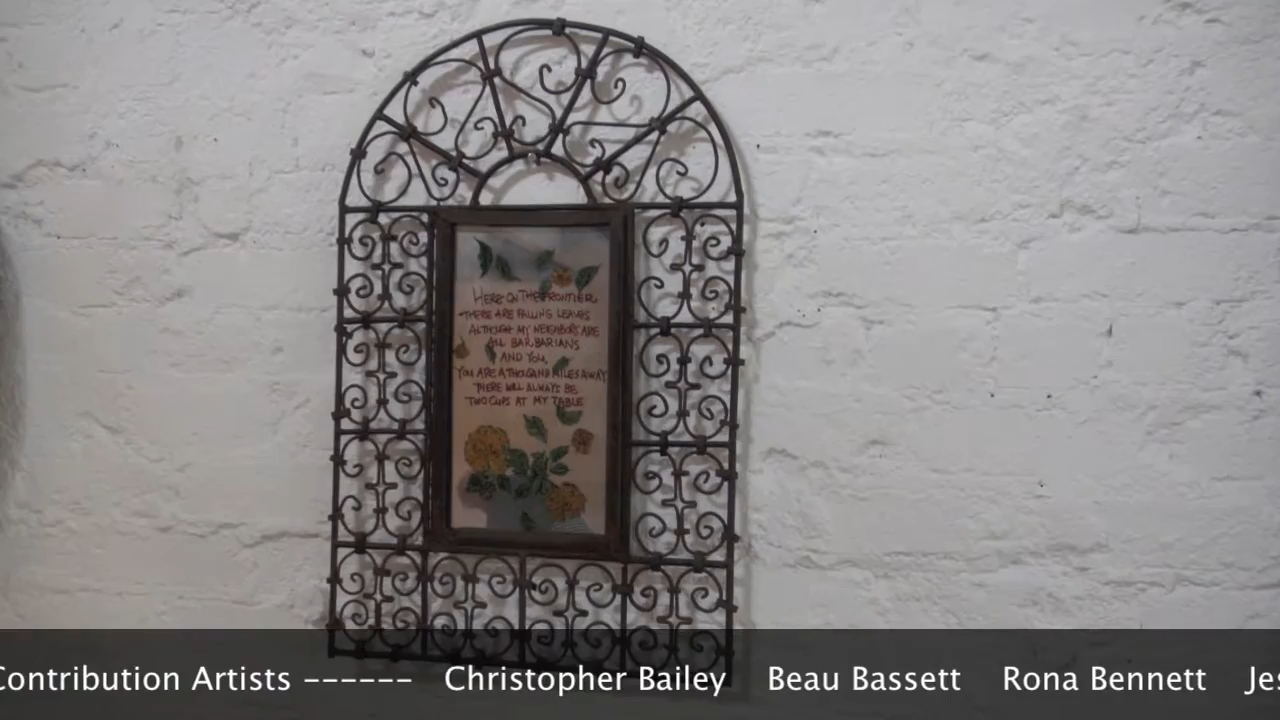 HERE ON THE FRONTIER
THERE ARE FALLING LEAVES
ALTHOUGH MY NEIGHBORS ARE
ALL BARBARIANS
AND YOU,
YOU ARE A THOUSAND MILES AWAY
THERE WILL ALWAYS BE
TWO CUPS AT MY TABLE
Contribution Artists ------ Christopher Bailey Beau Bassett Rona Bennett Jes